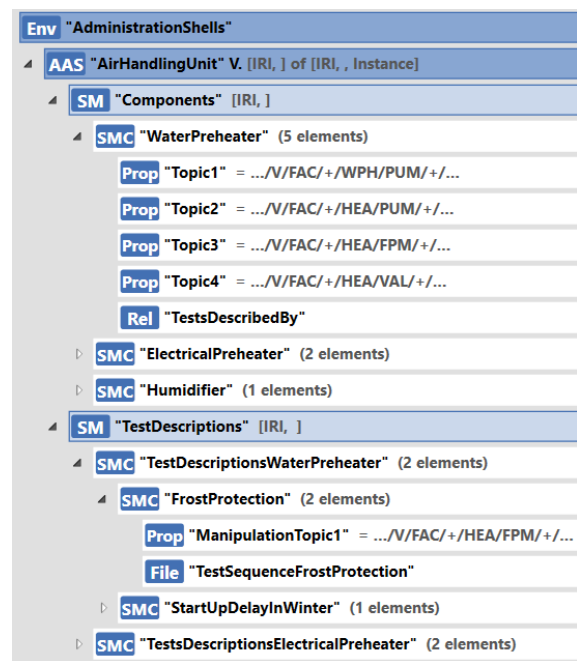 Env "AdministrationShells"
AAS "AirHandlingUnit" V. [IRI, ] of [IRI, , Instance]
SM "Components" [IRI, ]
SMC "WaterPreheater" (5 elements)
Prop "Topic1" = .../V/FAC/+/WPH/PUM/+/...
Prop "Topic2" = .../V/FAC/+/HEA/PUM/+/...
Prop "Topic3" = .../V/FAC/+/HEA/FPM/+/...
Prop "Topic4" = .../V/FAC/+/HEA/VAL/+/...
Rel "TestsDescribedBy"
SMC "ElectricalPreheater" (2 elements)
SMC "Humidifier" (1 elements)
SM "TestDescriptions" [IRI, ]
SMC "TestDescriptionsWaterPreheater" (2 elements)
SMC "FrostProtection" (2 elements)
Prop "ManipulationTopic1" = .../V/FAC/+/HEA/FPM/+/...
File "TestSequenceFrostProtection"
SMC "StartUpDelayInWinter" (1 elements)
SMC "TestsDescriptionsElectricalPreheater" (2 elements)